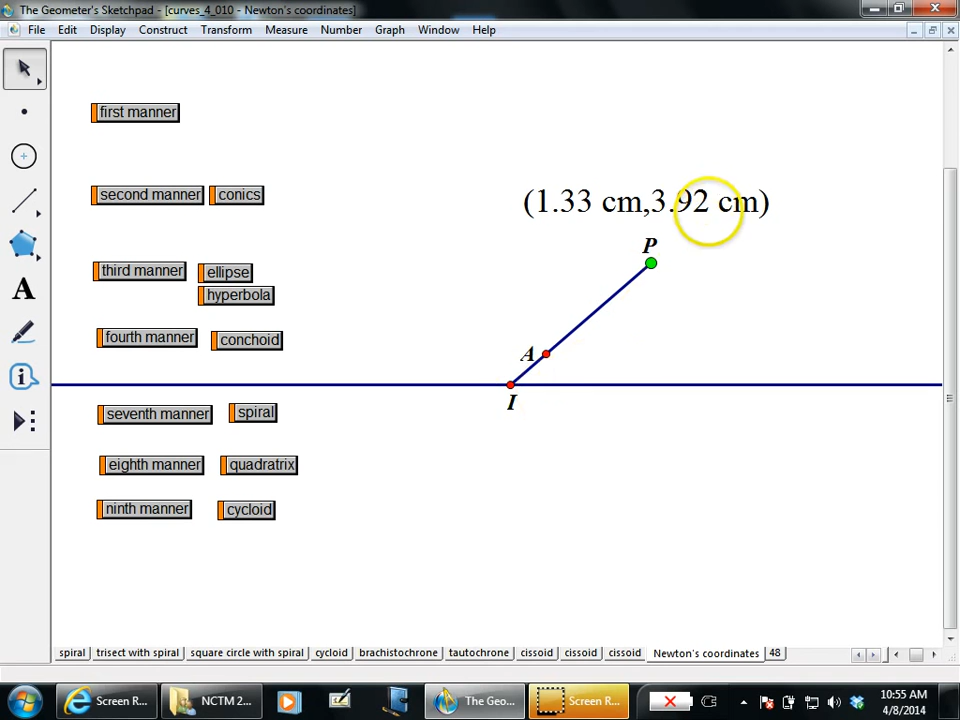 The Geometer's Sketchpad - [curves_4_010 - Newton's coordinates]
File Edit Display Construct Transform Measure Number Graph Window Help
first manner
second manner conics
(1.33 cm,3.92 cm)
P
third manner ellipse
hyperbola
fourth manner conchoid
A
I
seventh manner spiral
eighth manner quadratrix
ninth manner cycloid
A
spiral trisect with spiral square circle with spiral cycloid brachistochrone tautochrone cissoid cissoid cissoid Newton's coordinates 48
Screen R... NCTM 2... The Geo... Screen R... 10:55 AM
4/8/2014